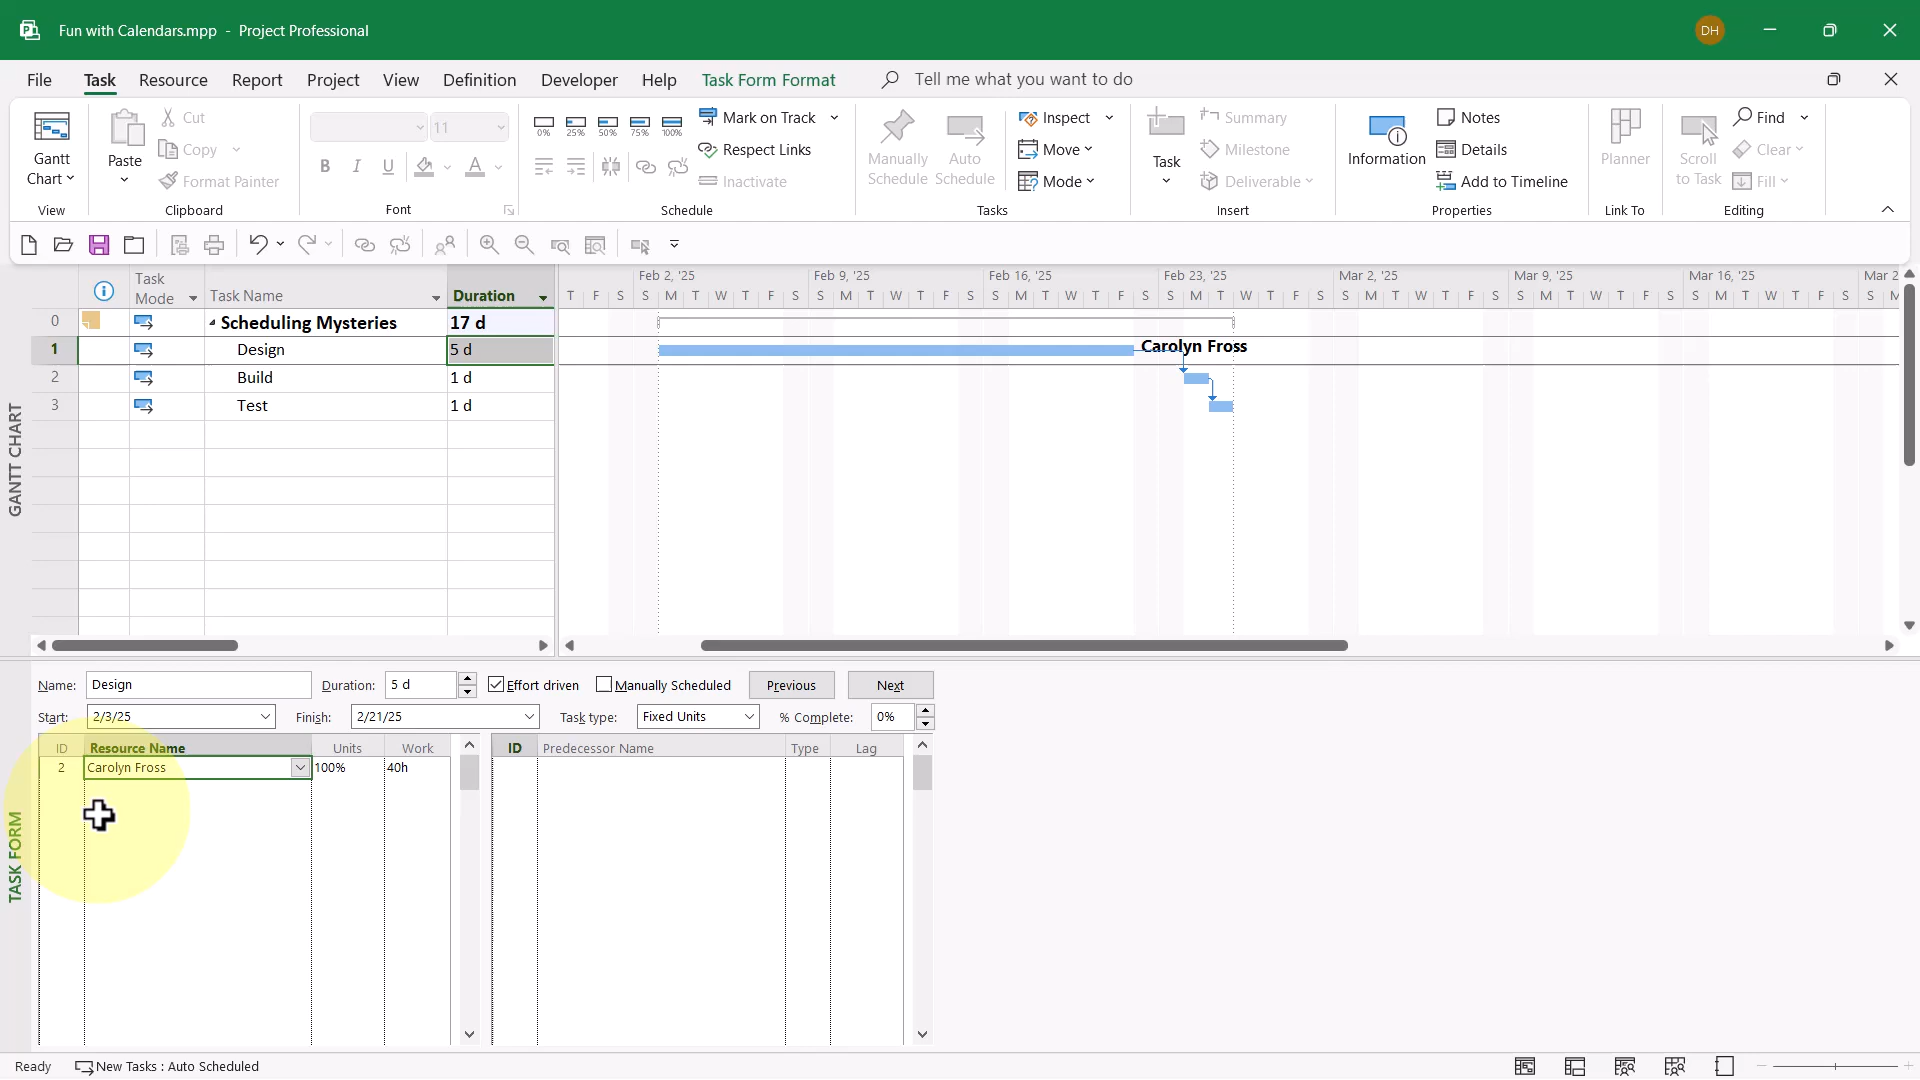 Fun with Calendars.mpp - Project Professional
DH
File Task Resource Report Project View Definition Developer Help Task Form Format Tell me what you want to do
Gantt Chart
View
Paste
Cut
Copy
Format Painter
Clipboard
11
B I U A
Font
0% 25% 50% 75% 100%
Mark on Track
Respect Links
Inactivate
Schedule
Manually Schedule
Auto Schedule
Inspect
Move
Mode
Tasks
Task
Summary
Milestone
Deliverable
Insert
Information
Notes
Details
Add to Timeline
Properties
Planner
Link To
Scroll to Task
Find
Clear
Fill
Editing
GANTT CHART
Task Mode Task Name Duration
0 Scheduling Mysteries 17 d
1 Design 5 d
2 Build 1 d
3 Test 1 d
Feb 2, '25 Feb 9, '25 Feb 16, '25 Feb 23, '25 Mar 2, '25 Mar 9, '25 Mar 16, '25 Mar 2
T F S S M T W T F S S M T W T F S S M T W T F S S M T W T F S S M T W T F S S M T W T F S S M T W T F S S M
Carolyn Fross
TASK FORM
Name: Design Duration: 5 d Effort driven Manually Scheduled Previous Next
Start: 2/3/25 Finish: 2/21/25 Task type: Fixed Units % Complete: 0%
ID Resource Name Units Work ID Predecessor Name Type Lag
2 Carolyn Fross 100% 40h
Ready New Tasks : Auto Scheduled